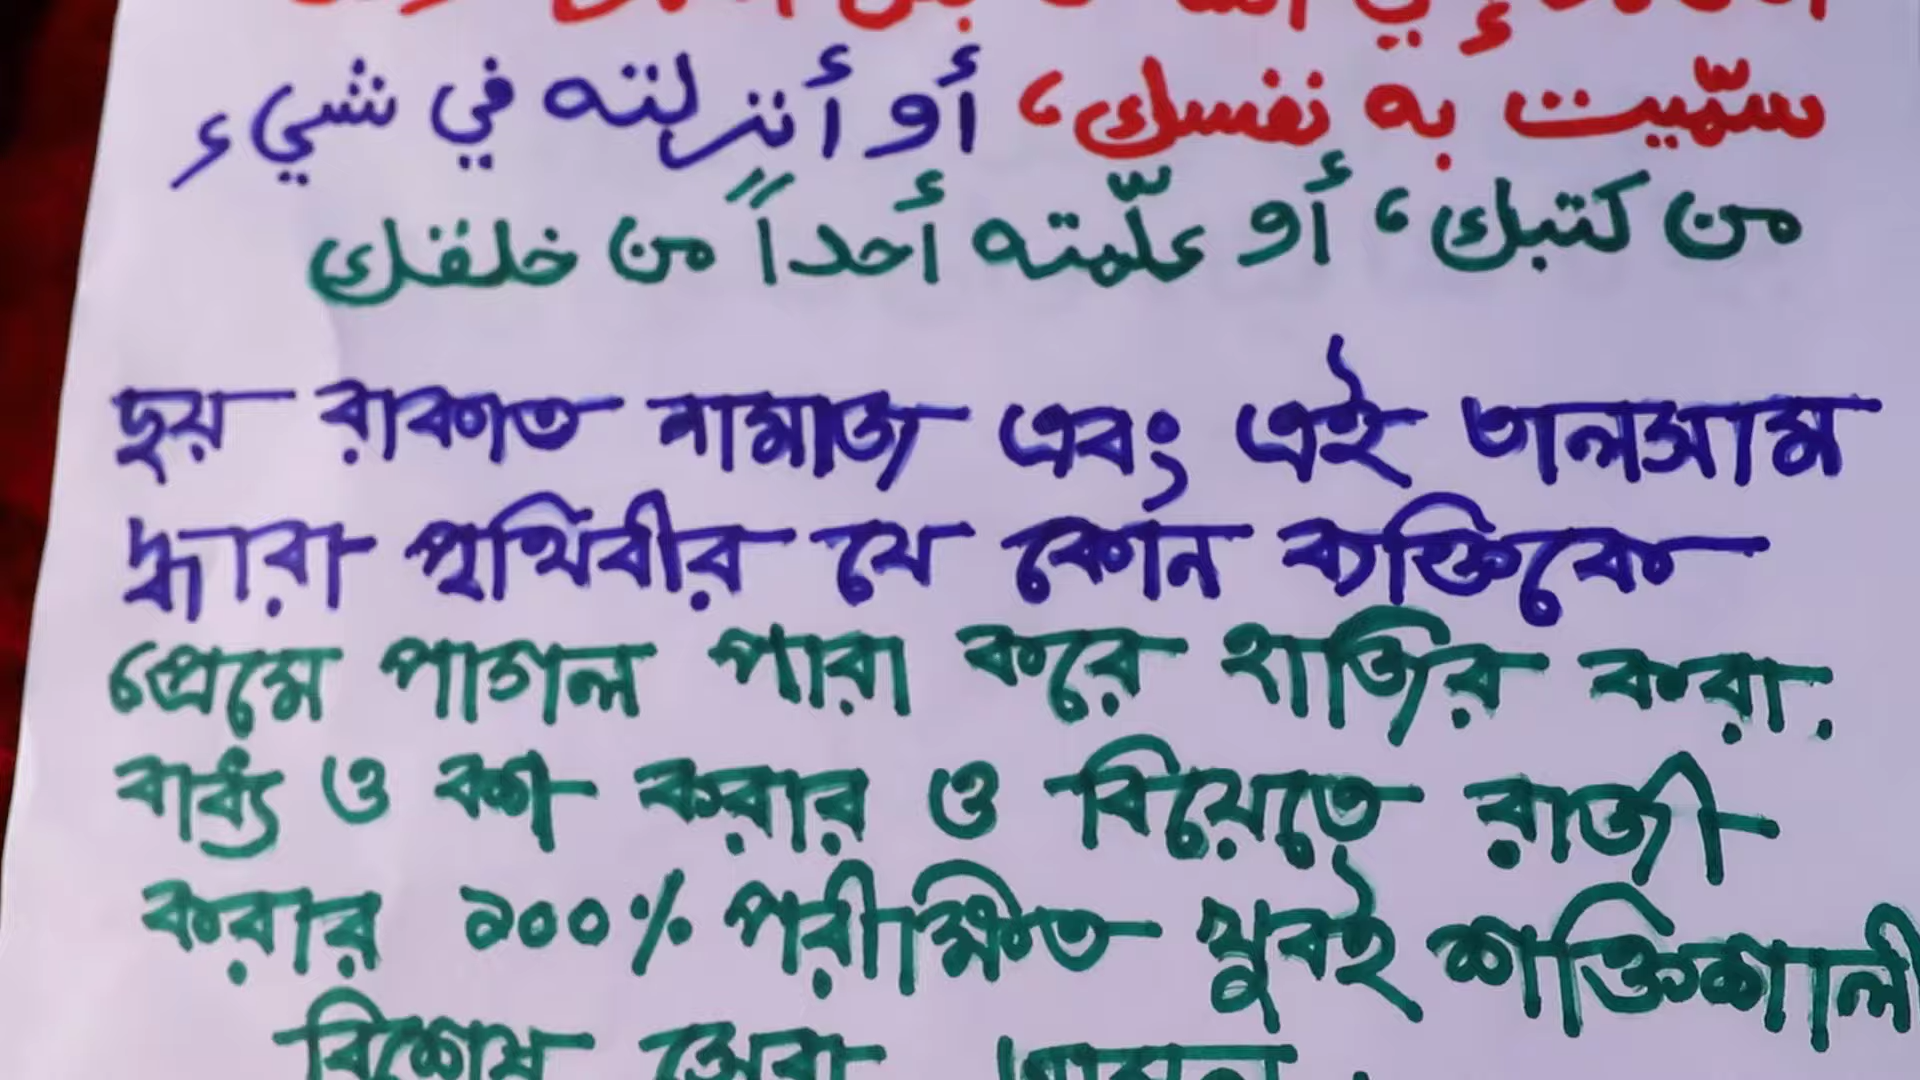 سمّيت به نفسك، أو أنزلته في شيء
من كتبك، أو علّمته أحداً من خلقك
ছয় রাকাত নামাজ এবং এই তালসাম
দ্বারা পৃথিবীর যে কোন ব্যক্তিকে
প্রেমে পাগল পারা করে হাজির করা.
বাধ্য ও বশ করার ও বিয়েতে রাজী
করার ১০০% পরীক্ষিত খুবই শক্তিশালী
বিশেষ সেরা আমল.